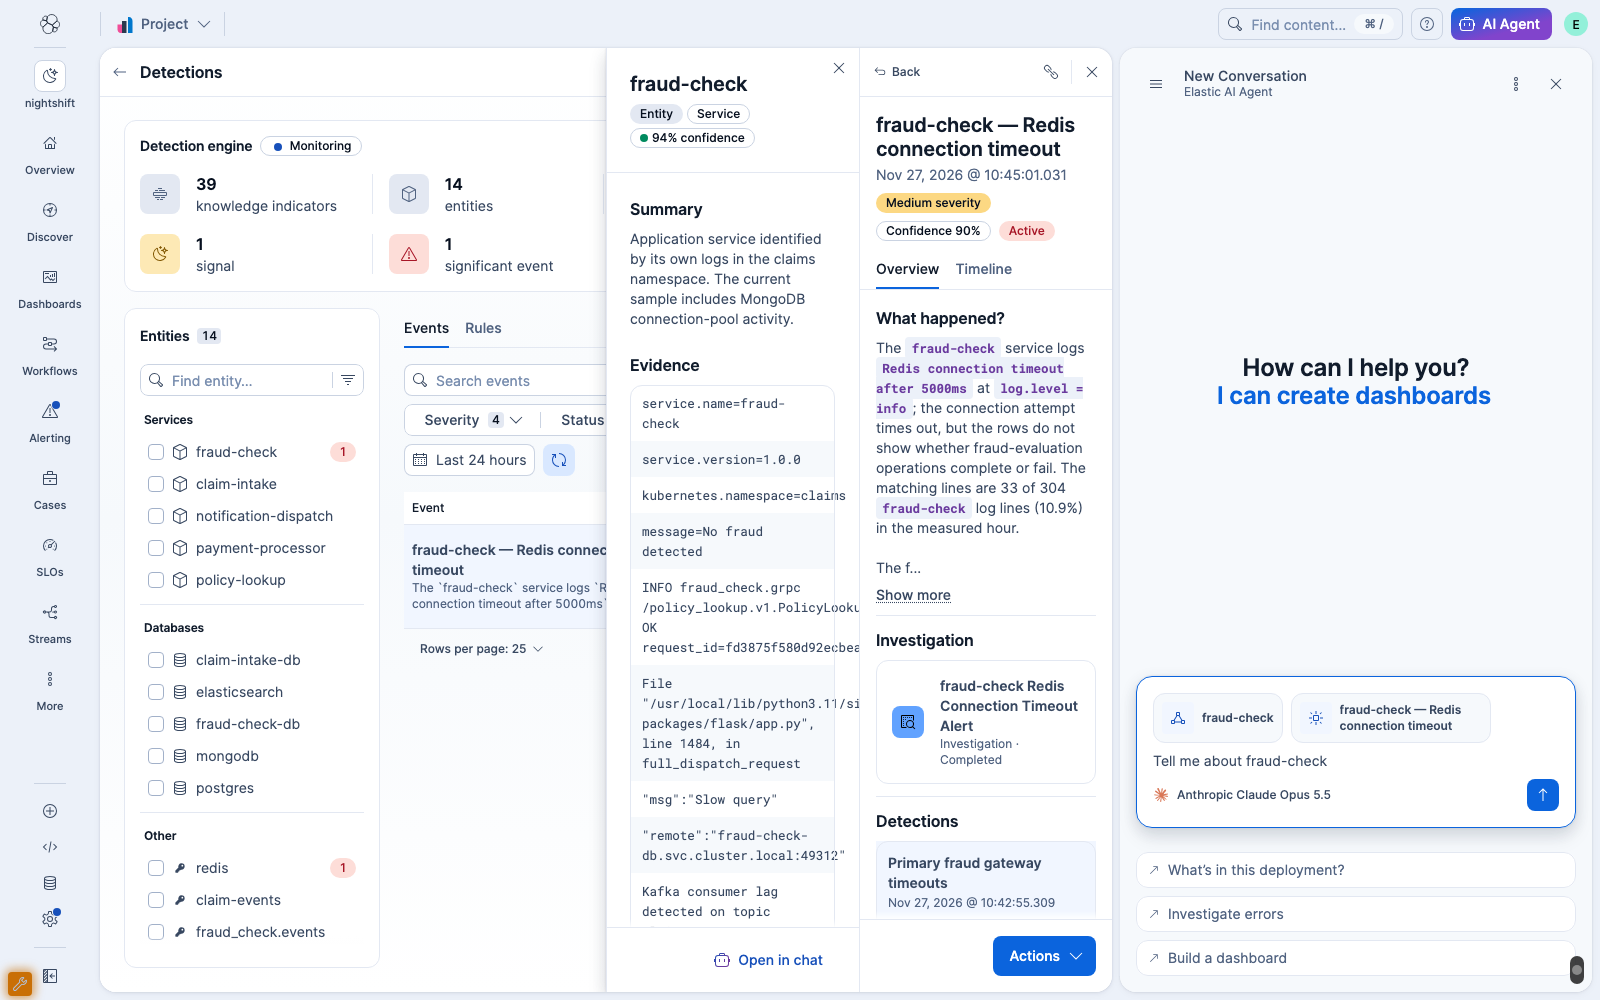 Project
Find content...
⌘ /
AI Agent
E
nightshift
Overview
Discover
Dashboards
Workflows
Alerting
Cases
SLOs
Streams
More
Detections
Detection engine
Monitoring
39
knowledge indicators
14
entities
1
signal
1
significant event
Entities 14
Find entity...
Services
fraud-check 1
claim-intake
notification-dispatch
payment-processor
policy-lookup
Databases
claim-intake-db
elasticsearch
fraud-check-db
mongodb
postgres
Other
redis 1
claim-events
fraud_check.events
Events Rules
Search events
Severity 4
Status
Last 24 hours
Event
fraud-check — Redis connec
timeout
The `fraud-check` service logs `R
connection timeout after 5000ms`
Rows per page: 25
fraud-check
Entity Service
94% confidence
Summary
Application service identified
by its own logs in the claims
namespace. The current
sample includes MongoDB
connection-pool activity.
Evidence
service.name=fraud-
check
service.version=1.0.0
kubernetes.namespace=claims
message=No fraud
detected
INFO fraud_check.grpc
/policy_lookup.v1.PolicyLooku
OK
request_id=fd3875f580d92ecbea
File
"/usr/local/lib/python3.11/si
packages/flask/app.py",
line 1484, in
full_dispatch_request
"msg":"Slow query"
"remote":"fraud-check-
db.svc.cluster.local:49312"
Kafka consumer lag
detected on topic
Open in chat
Back
fraud-check — Redis
connection timeout
Nov 27, 2026 @ 10:45:01.031
Medium severity
Confidence 90% Active
Overview Timeline
What happened?
The fraud-check service logs
Redis connection timeout
after 5000ms at log.level =
info ; the connection attempt
times out, but the rows do not
show whether fraud-evaluation
operations complete or fail. The
matching lines are 33 of 304
fraud-check log lines (10.9%)
in the measured hour.
The f...
Show more
Investigation
fraud-check Redis
Connection Timeout
Alert
Investigation ·
Completed
Detections
Primary fraud gateway
timeouts
Nov 27, 2026 @ 10:42:55.309
Actions
New Conversation
Elastic AI Agent
How can I help you?
I can create dashboards
fraud-check
fraud-check — Redis
connection timeout
Tell me about fraud-check
Anthropic Claude Opus 5.5
What's in this deployment?
Investigate errors
Build a dashboard